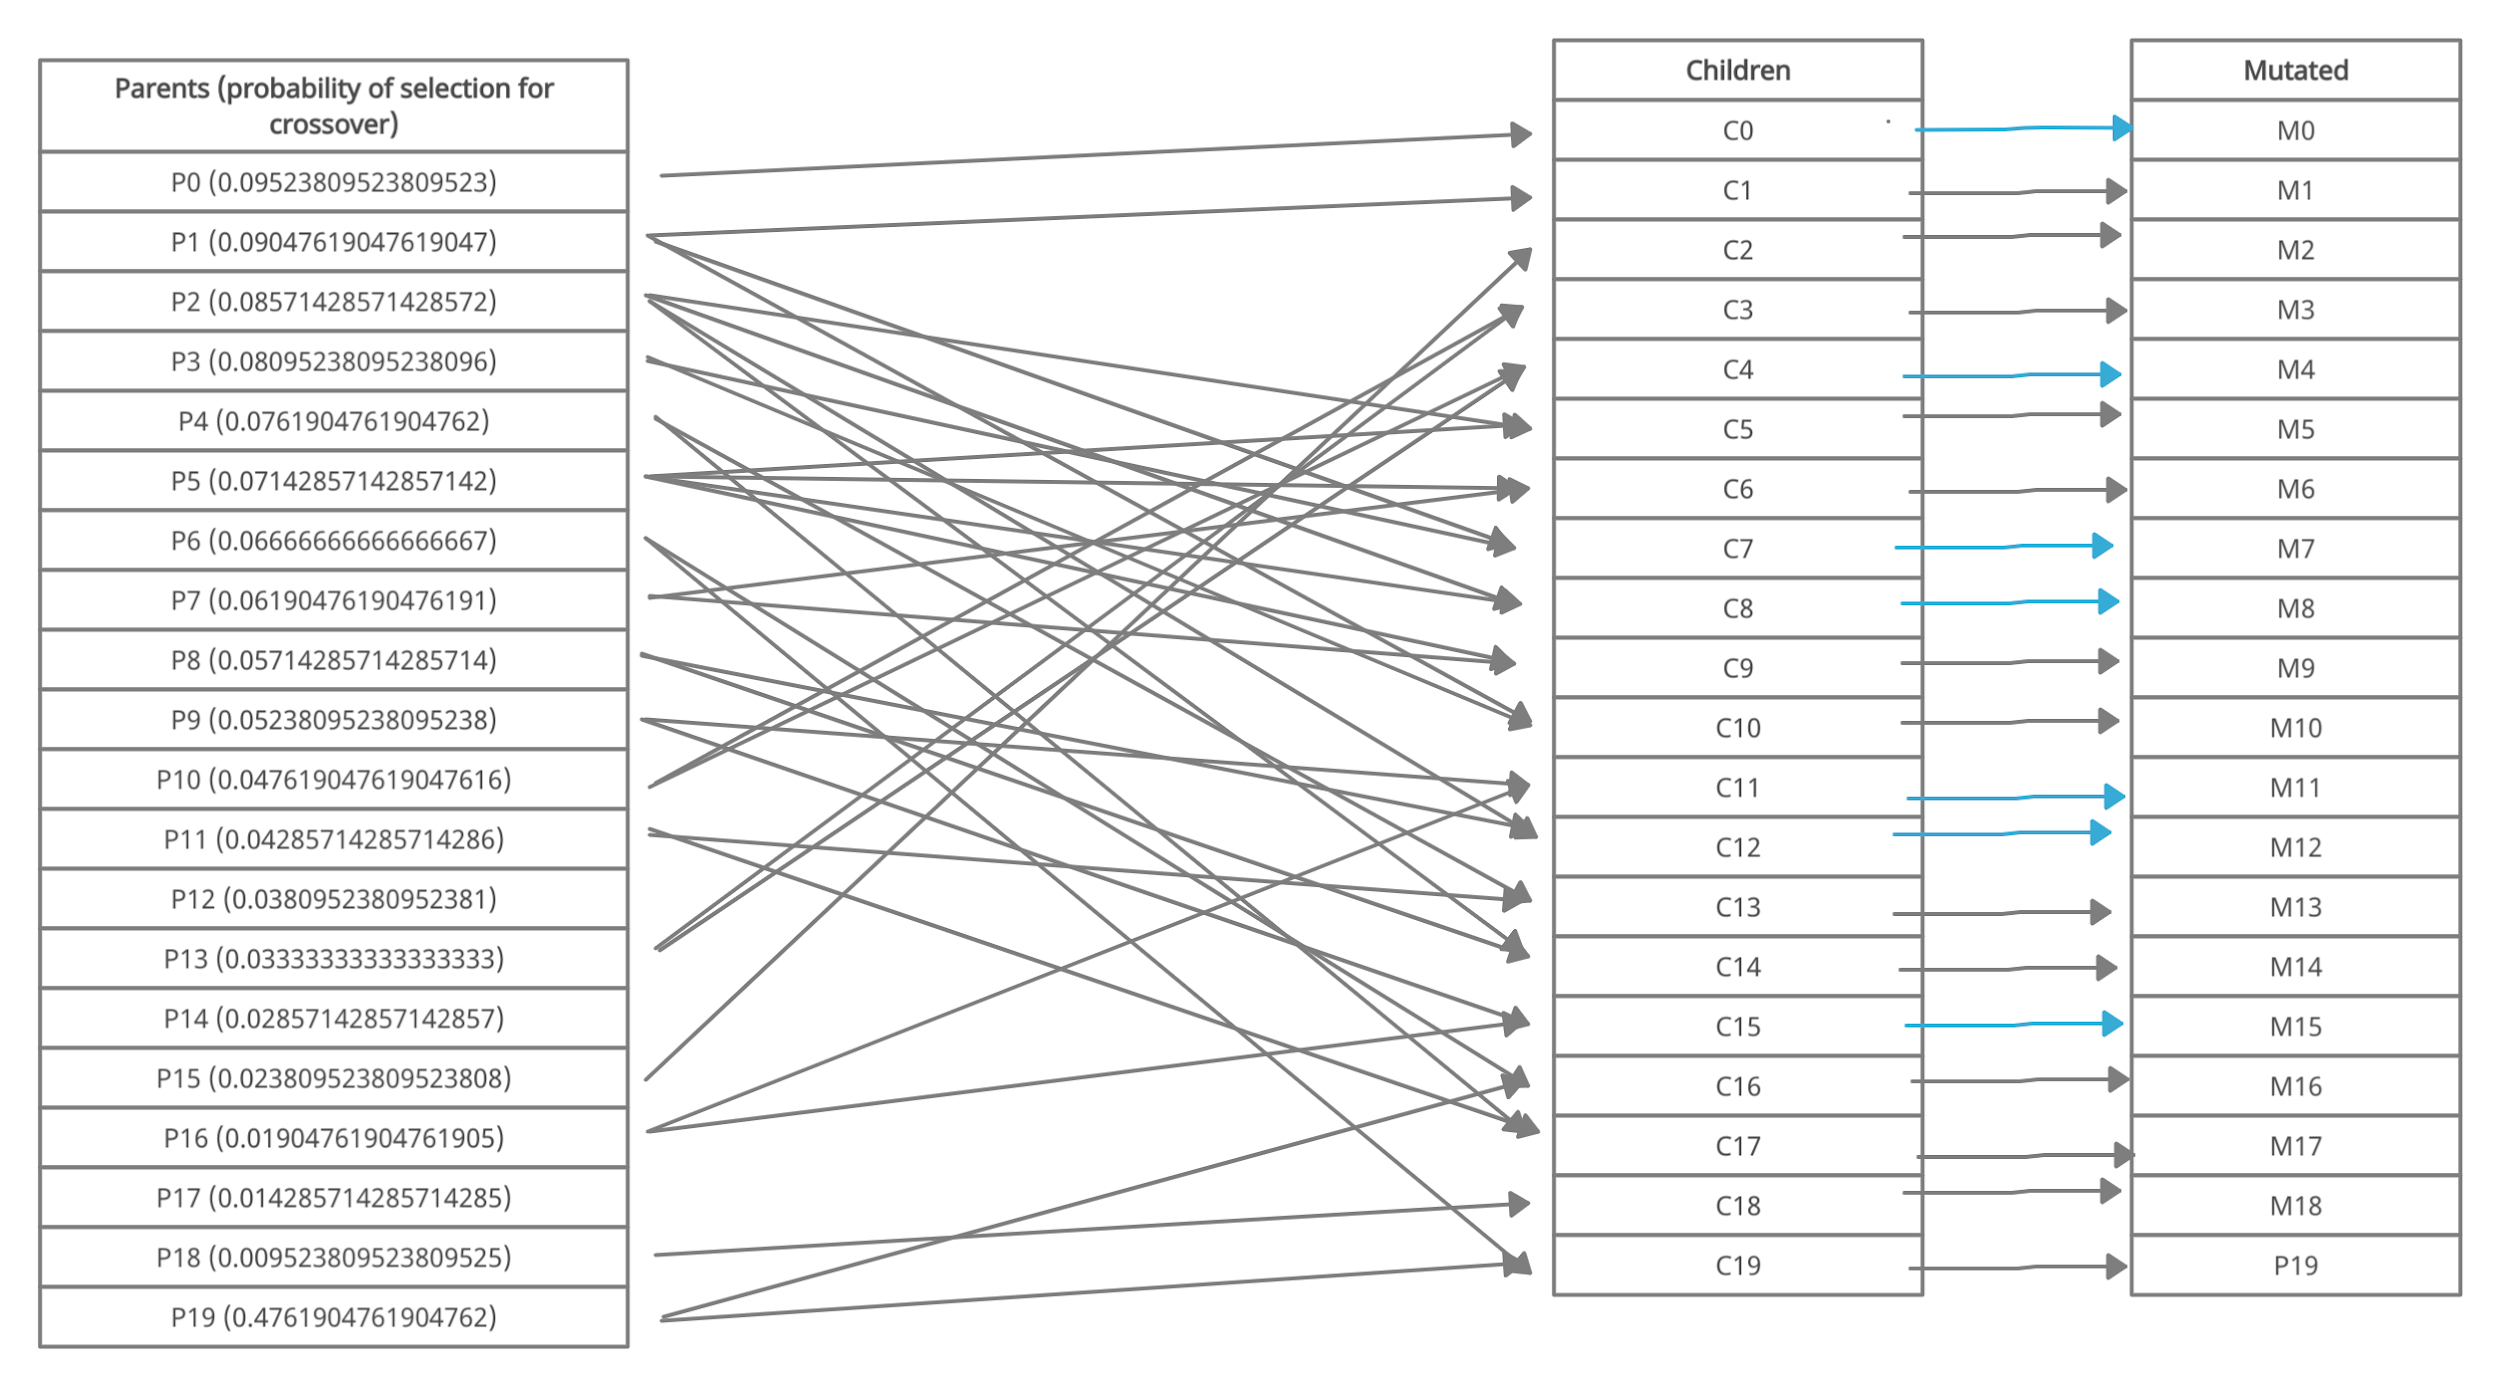 Parents (probability of selection for
crossover)
P0 (0.09523809523809523)
P1 (0.09047619047619047)
P2 (0.08571428571428572)
P3 (0.08095238095238096)
P4 (0.0761904761904762)
P5 (0.07142857142857142)
P6 (0.06666666666666667)
P7 (0.06190476190476191)
P8 (0.05714285714285714)
P9 (0.05238095238095238)
P10 (0.047619047619047616)
P11 (0.04285714285714286)
P12 (0.0380952380952381)
P13 (0.03333333333333333)
P14 (0.02857142857142857)
P15 (0.023809523809523808)
P16 (0.01904761904761905)
P17 (0.014285714285714285)
P18 (0.009523809523809525)
P19 (0.4761904761904762)
Children
C0
C1
C2
C3
C4
C5
C6
C7
C8
C9
C10
C11
C12
C13
C14
C15
C16
C17
C18
C19
Mutated
M0
M1
M2
M3
M4
M5
M6
M7
M8
M9
M10
M11
M12
M13
M14
M15
M16
M17
M18
P19